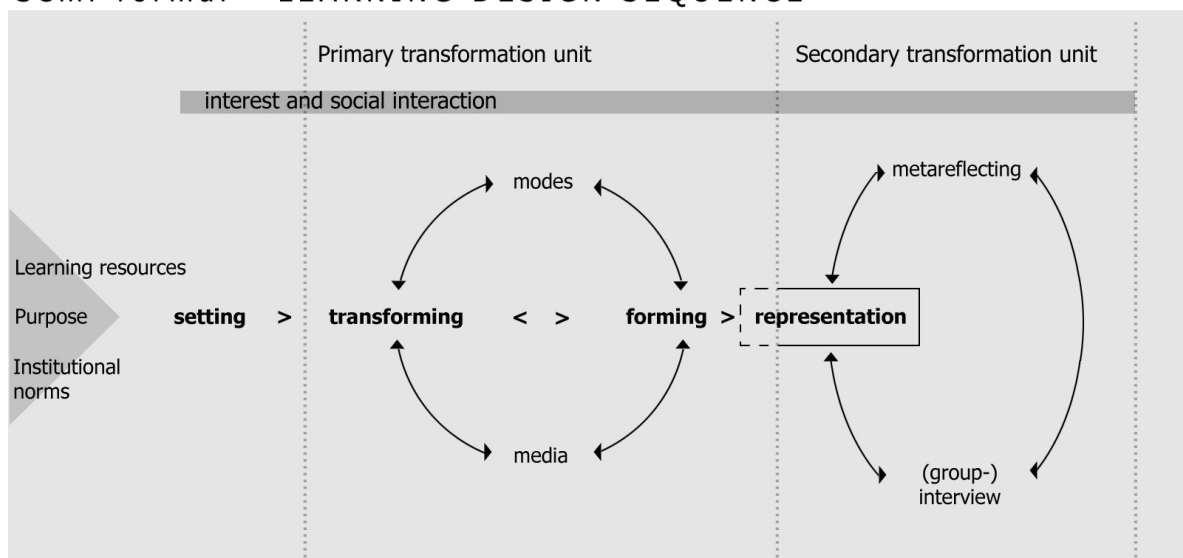 Primary transformation unit
Secondary transformation unit
interest and social interaction
modes
metareflecting
Learning resources
Purpose
setting > transforming < > forming > representation
Institutional
norms
media
(group-)
interview